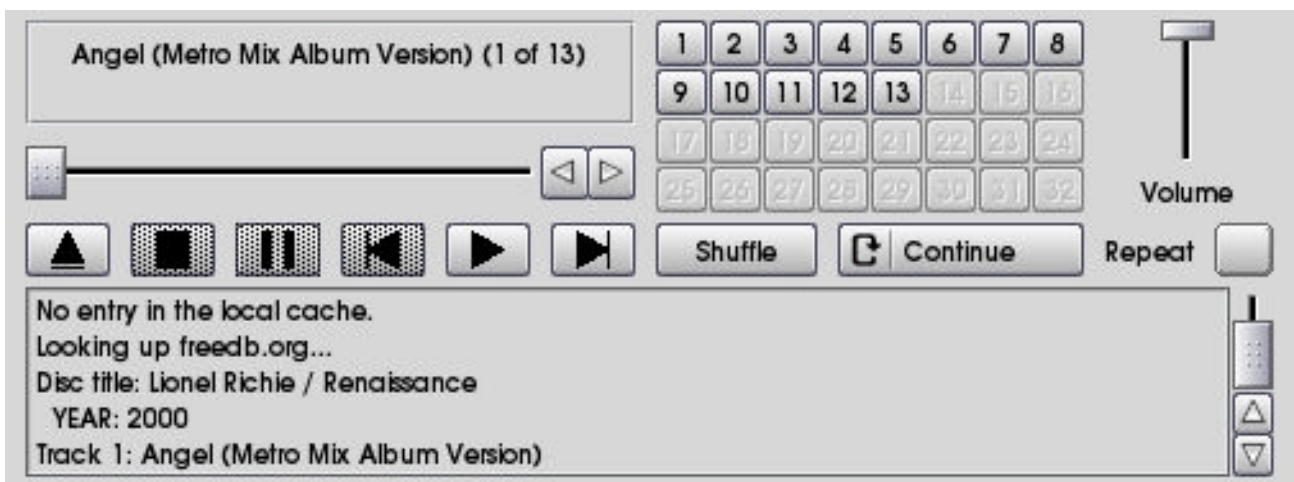 Angel (Metro Mix Album Version) (1 of 13)
1 2 3 4 5 6 7 8
9 10 11 12 13 14 15 16
17 18 19 20 21 22 23 24
25 26 27 28 29 30 31 32
Volume
Shuffle
Continue
Repeat
No entry in the local cache.
Looking up freedb.org...
Disc title: Lionel Richie / Renaissance
YEAR: 2000
Track 1: Angel (Metro Mix Album Version)